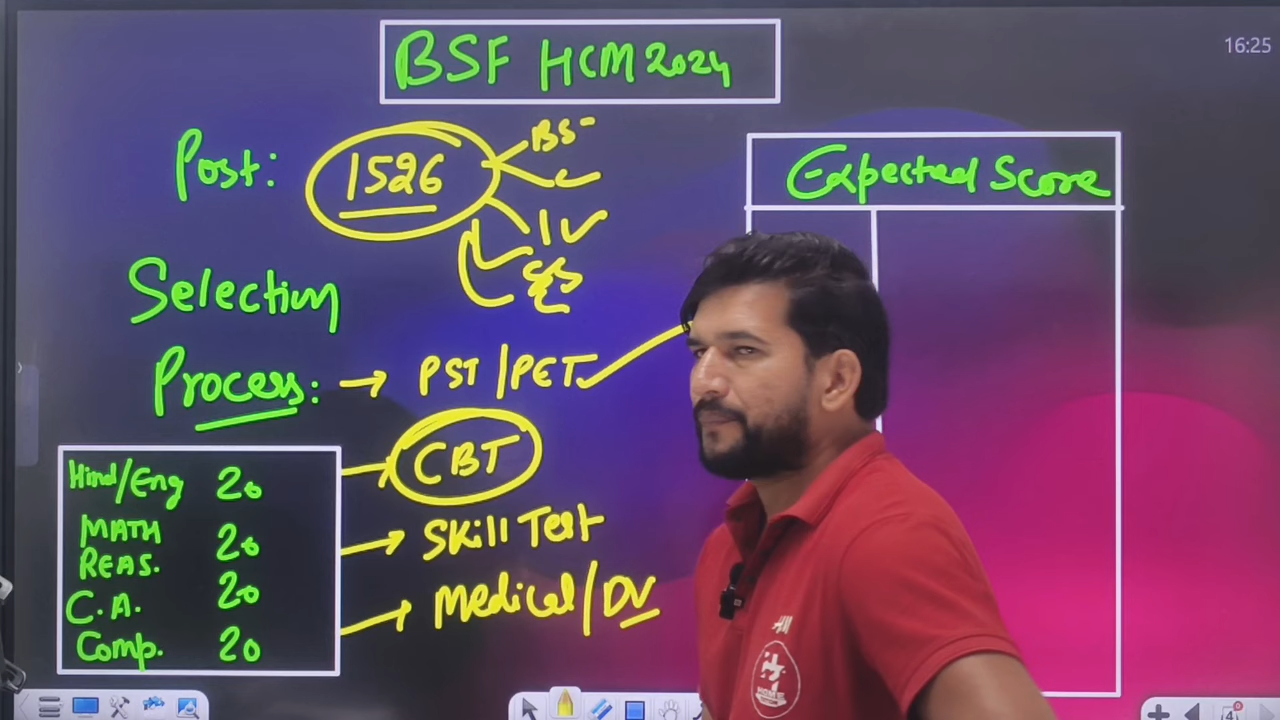 BSF HCM 2024
16:25
Post: 1526
BS
Expected Score
Selection
Process: → PST/PET
CBT
Skill Test
Medical/DV
Hind/Eng 20
MATH 20
REAS. 20
C.A.
Comp. 20